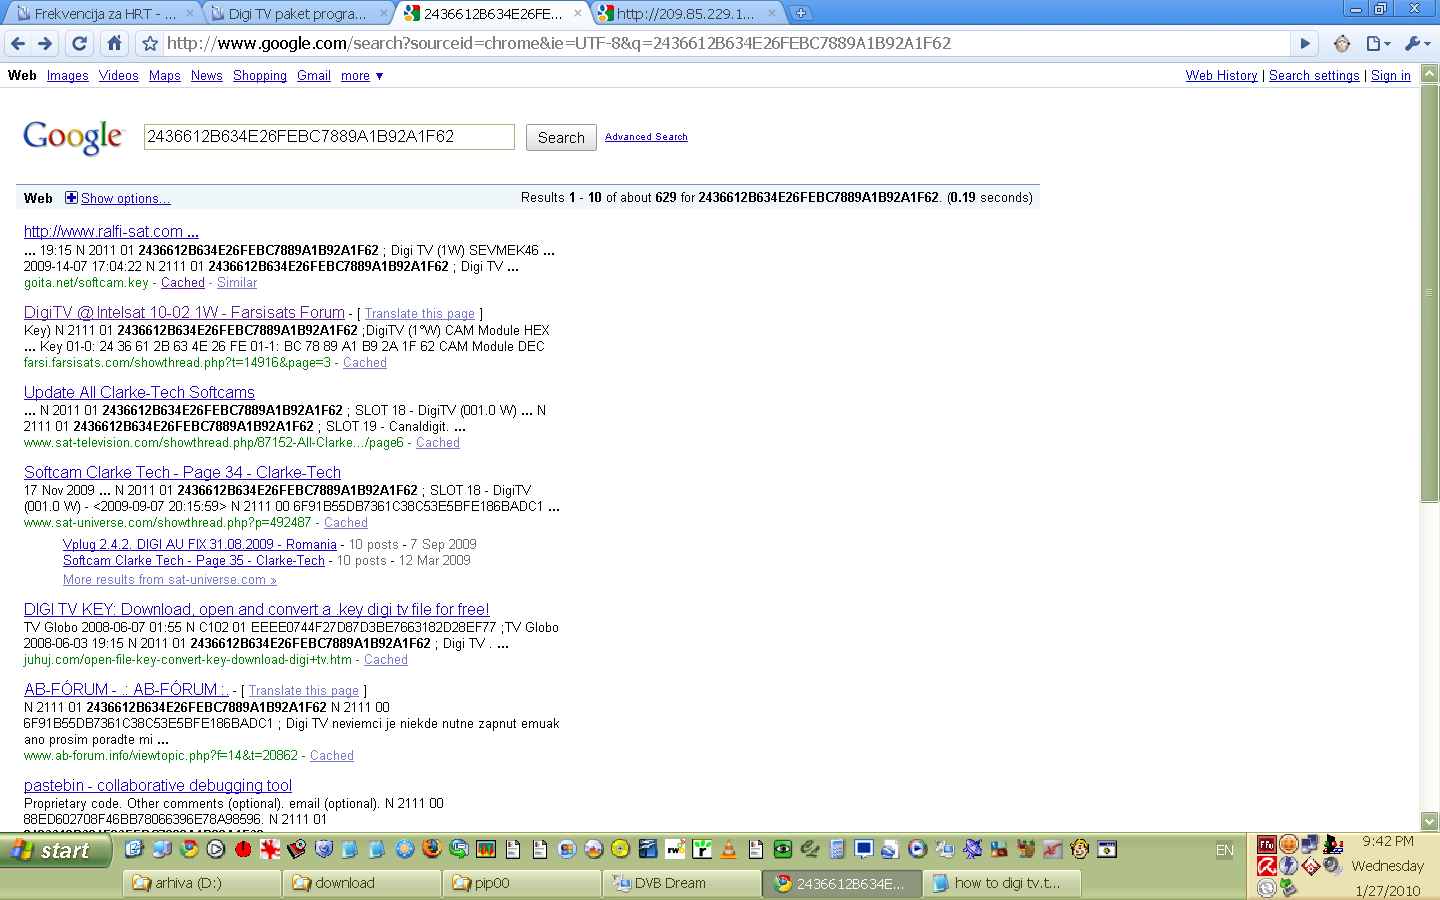 Frekvencija za HRT - ...
Digi TV paket progra...
2436612B634E26FE...
http://209.85.229.1...
http://www.google.com/search?sourceid=chrome&ie=UTF-8&q=2436612B634E26FEBC7889A1B92A1F62
Web Images Videos Maps News Shopping Gmail more ▼
Web History | Search settings | Sign in
Google
2436612B634E26FEBC7889A1B92A1F62
Search
Advanced Search
Web Show options...
Results 1 - 10 of about 629 for 2436612B634E26FEBC7889A1B92A1F62. (0.19 seconds)
http://www.ralfi-sat.com ...
... 19:15 N 2011 01 2436612B634E26FEBC7889A1B92A1F62 ; Digi TV (1W) SEVMEK46 ...
2009-14-07 17:04:22 N 2111 01 2436612B634E26FEBC7889A1B92A1F62 ; Digi TV ...
goita.net/softcam.key - Cached - Similar
DigiTV @ Intelsat 10-02 1W - Farsisats Forum - [ Translate this page ]
Key) N 2111 01 2436612B634E26FEBC7889A1B92A1F62 ;DigiTV (1°W) CAM Module HEX
... Key 01-0: 24 36 61 2B 63 4E 26 FE 01-1: BC 78 89 A1 B9 2A 1F 62 CAM Module DEC
farsi.farsisats.com/showthread.php?t=14916&page=3 - Cached
Update All Clarke-Tech Softcams
... N 2011 01 2436612B634E26FEBC7889A1B92A1F62 ; SLOT 18 - DigiTV (001.0 W) ... N
2111 01 2436612B634E26FEBC7889A1B92A1F62 ; SLOT 19 - Canaldigit. ...
www.sat-television.com/showthread.php/87152-All-Clarke.../page6 - Cached
Softcam Clarke Tech - Page 34 - Clarke-Tech
17 Nov 2009 ... N 2011 01 2436612B634E26FEBC7889A1B92A1F62 ; SLOT 18 - DigiTV
(001.0 W) - <2009-09-07 20:15:59> N 2111 00 6F91B55DB7361C38C53E5BFE186BADC1 ...
www.sat-universe.com/showthread.php?p=492487 - Cached
Vplug 2.4.2. DIGI AU FIX 31.08.2009 - Romania - 10 posts - 7 Sep 2009
Softcam Clarke Tech - Page 35 - Clarke-Tech - 10 posts - 12 Mar 2009
More results from sat-universe.com »
DIGI TV KEY: Download, open and convert a .key digi tv file for free!
TV Globo 2008-06-07 01:55 N C102 01 EEEE0744F27D87D3BE7663182D28EF77 ;TV Globo
2008-06-03 19:15 N 2011 01 2436612B634E26FEBC7889A1B92A1F62 ; Digi TV . ...
juhuj.com/open-file-key-convert-key-download-digi+tv.htm - Cached
AB-FÓRUM - .: AB-FÓRUM :. - [ Translate this page ]
N 2111 01 2436612B634E26FEBC7889A1B92A1F62 N 2111 00
6F91B55DB7361C38C53E5BFE186BADC1 ; Digi TV neviemci je niekde nutne zapnut emuak
ano prosim poradte mi ...
www.ab-forum.info/viewtopic.php?f=14&t=20862 - Cached
pastebin - collaborative debugging tool
Proprietary code. Other comments (optional). email (optional). N 2111 00
88ED602708F46BB78066396E78A98596. N 2111 01
start
EN
9:42 PM
Wednesday
1/27/2010
arhiva (D:)
download
pip00
DVB Dream
2436612B634E...
how to digi tv.t...